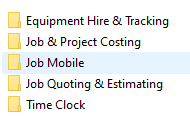 Equipment Hire & Tracking
Job & Project Costing
Job Mobile
Job Quoting & Estimating
Time Clock